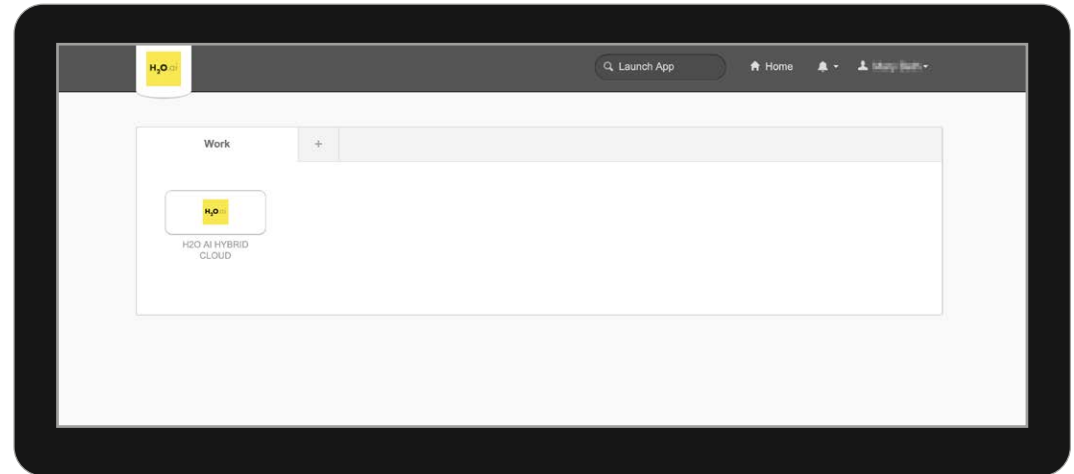 H2O.ai
Launch App
Home
Work
+
H2O.ai
H2O AI HYBRID
CLOUD